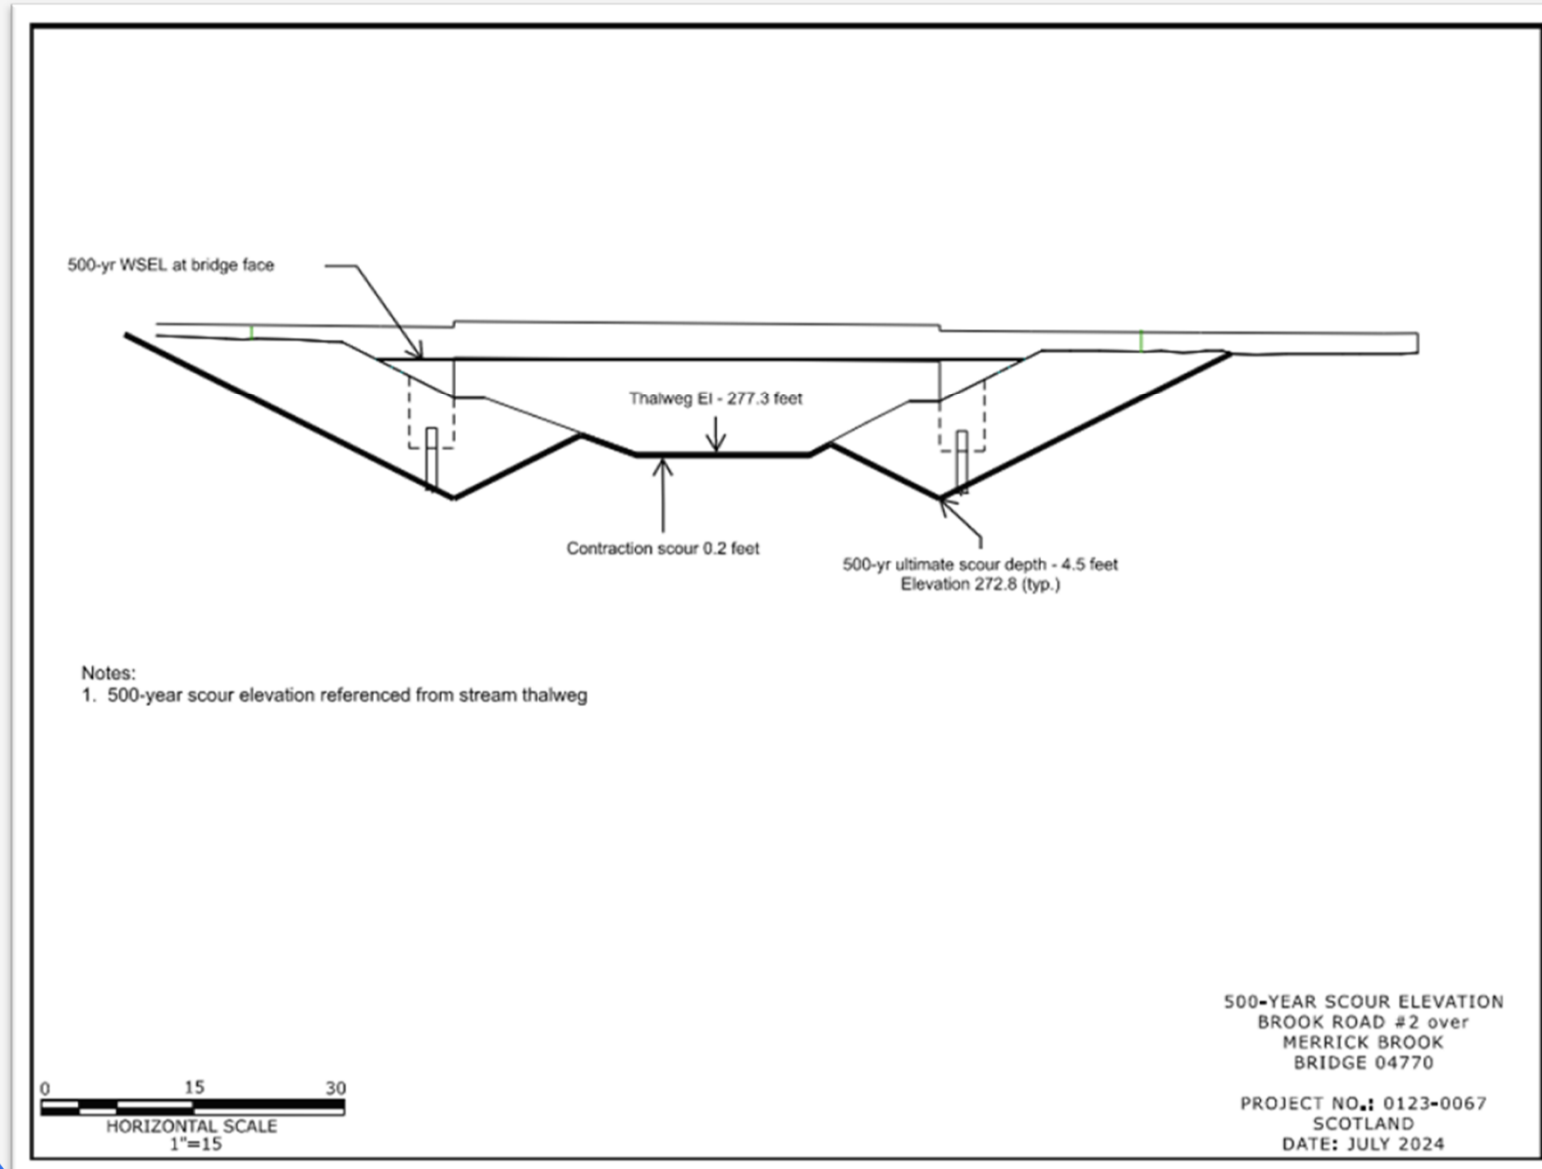 500-yr WSEL at bridge face
Thalweg El - 277.3 feet
Contraction scour 0.2 feet
500-yr ultimate scour depth - 4.5 feet
Elevation 272.8 (typ.)
Notes:
1. 500-year scour elevation referenced from stream thalweg
500-YEAR SCOUR ELEVATION
BROOK ROAD #2 over
MERRICK BROOK
BRIDGE 04770
PROJECT NO.: 0123-0067
SCOTLAND
DATE: JULY 2024
0 15 30
HORIZONTAL SCALE
1"=15